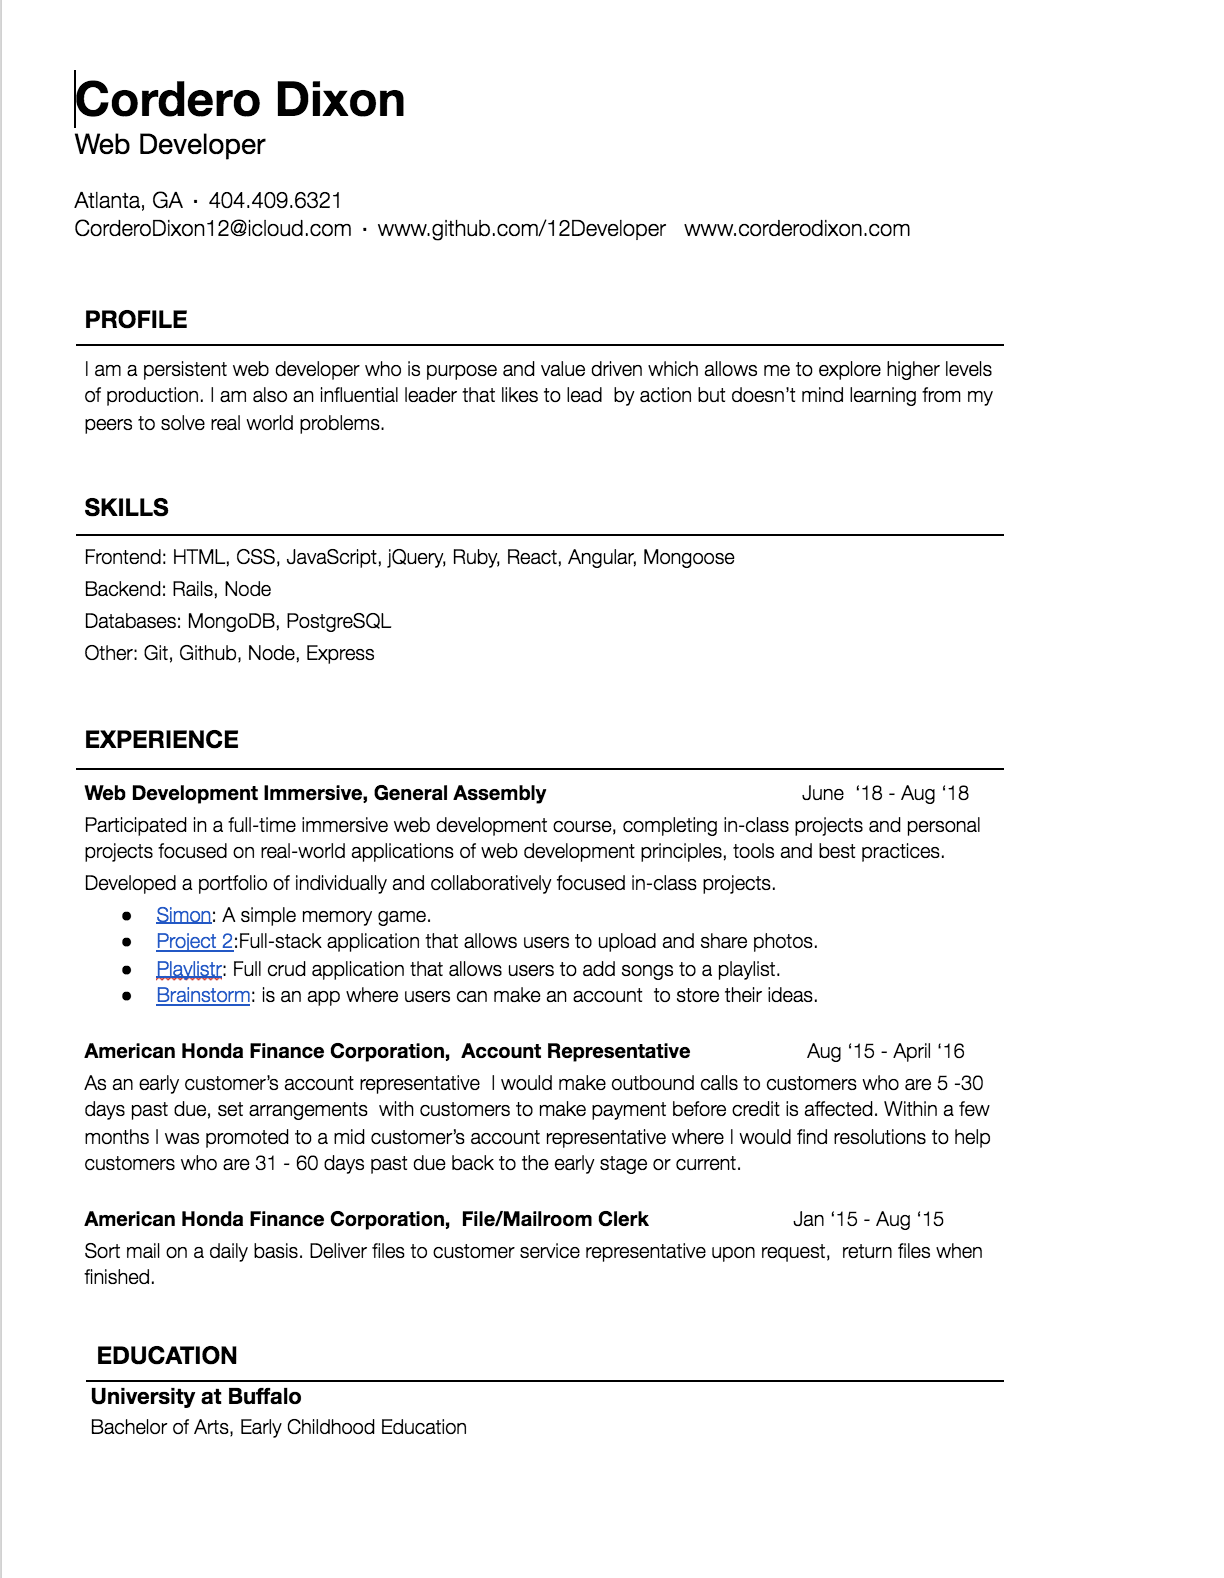 Cordero Dixon
Web Developer
Atlanta, GA · 404.409.6321
CorderoDixon12@icloud.com · www.github.com/12Developer   www.corderodixon.com
PROFILE
I am a persistent web developer who is purpose and value driven which allows me to explore higher levels
of production. I am also an influential leader that likes to lead  by action but doesn’t mind learning from my
peers to solve real world problems.
SKILLS
Frontend: HTML, CSS, JavaScript, jQuery, Ruby, React, Angular, Mongoose
Backend: Rails, Node
Databases: MongoDB, PostgreSQL
Other: Git, Github, Node, Express
EXPERIENCE
Web Development Immersive, General Assembly   June  ‘18 - Aug ‘18
Participated in a full-time immersive web development course, completing in-class projects and personal
projects focused on real-world applications of web development principles, tools and best practices.
Developed a portfolio of individually and collaboratively focused in-class projects.
● Simon: A simple memory game.
● Project 2:Full-stack application that allows users to upload and share photos.
● Playlistr: Full crud application that allows users to add songs to a playlist.
● Brainstorm: is an app where users can make an account  to store their ideas.
American Honda Finance Corporation,  Account Representative   Aug ‘15 - April ‘16
As an early customer’s account representative  I would make outbound calls to customers who are 5 -30
days past due, set arrangements  with customers to make payment before credit is affected. Within a few
months I was promoted to a mid customer’s account representative where I would find resolutions to help
customers who are 31 - 60 days past due back to the early stage or current.
American Honda Finance Corporation,  File/Mailroom Clerk   Jan ‘15 - Aug ‘15
Sort mail on a daily basis. Deliver files to customer service representative upon request,  return files when
finished.
EDUCATION
University at Buffalo
Bachelor of Arts, Early Childhood Education